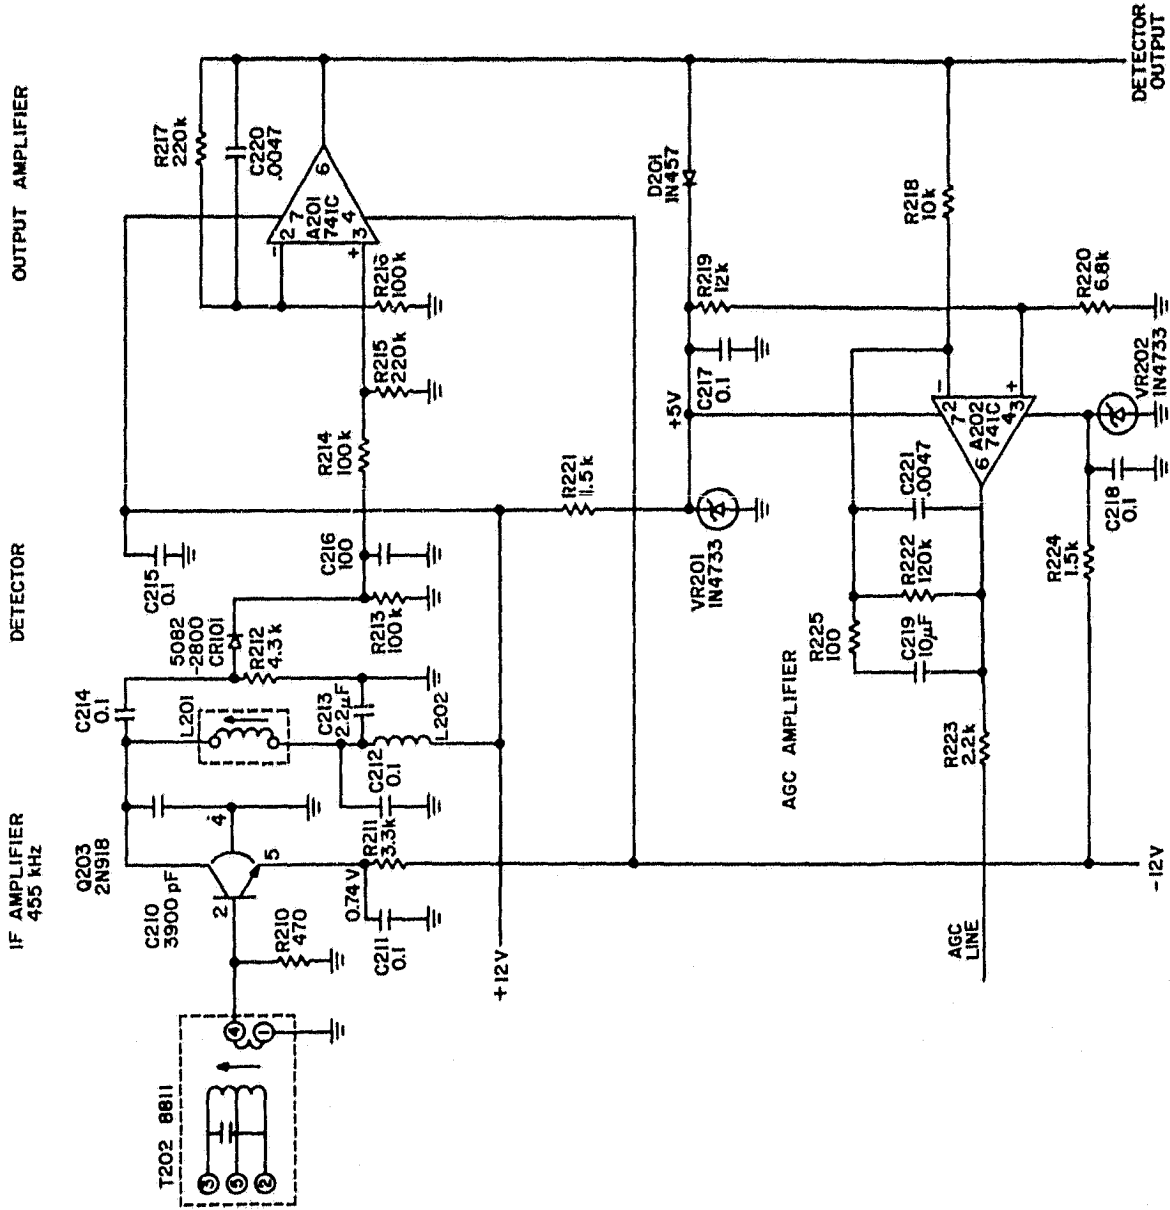 IF AMPLIFIER
455 kHz
DETECTOR
OUTPUT AMPLIFIER
T202 8811
3
5
2
4
1
Q203
2N918
C210
3900 pF
2
4
5
R210
470
0.74V
C211
0.1
R211
3.3k
C212
0.1
C213
2.2µF
L202
L201
C214
0.1
5082
-2800
CR101
R212
4.3k
R213
100k
C215
0.1
C216
100
R214
100k
R215
220k
R216
100k
R217
220k
C220
.0047
-
2
7
A201
741C
6
4
3
+
+12V
R221
1.5k
VR201
1N4733
+5V
C217
0.1
R219
12k
D201
1N457
R218
10k
R220
6.8k
DETECTOR
OUTPUT
AGC AMPLIFIER
R225
100
C219
10µF
R222
120k
C221
.0047
-
2
7
A202
741C
6
4
3
+
VR202
1N4733
C218
0.1
R224
1.5k
R223
2.2k
AGC
LINE
-12V